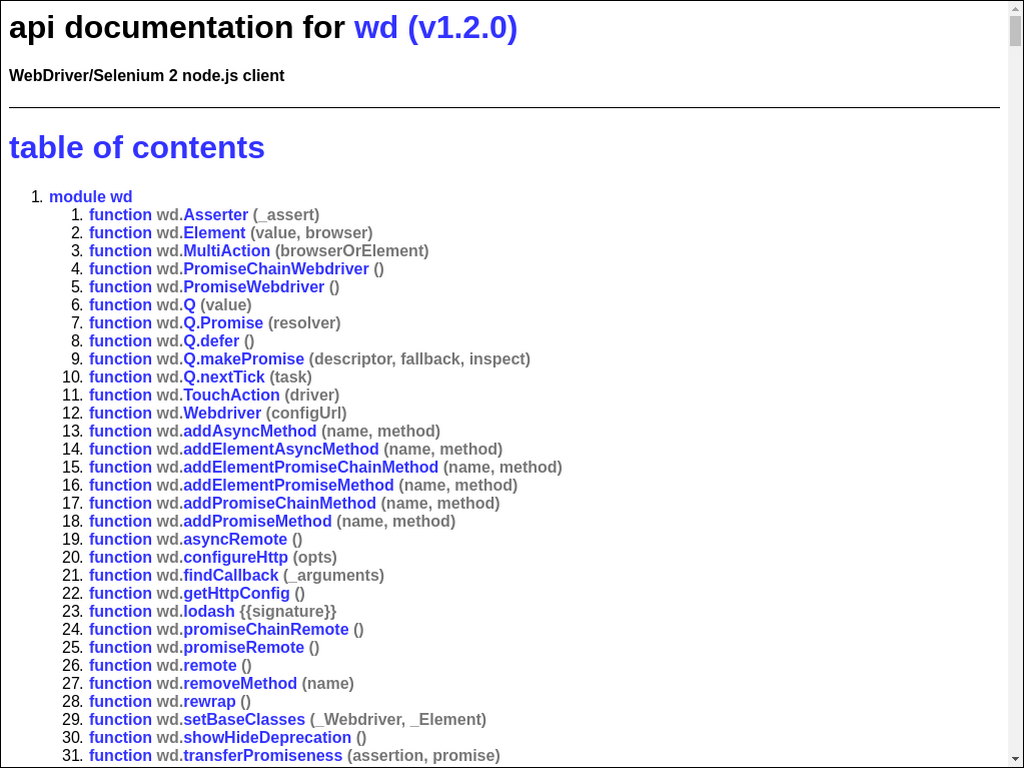 api documentation for wd (v1.2.0)
WebDriver/Selenium 2 node.js client
table of contents
1. module wd
1. function wd.Asserter (_assert)
2. function wd.Element (value, browser)
3. function wd.MultiAction (browserOrElement)
4. function wd.PromiseChainWebdriver ()
5. function wd.PromiseWebdriver ()
6. function wd.Q (value)
7. function wd.Q.Promise (resolver)
8. function wd.Q.defer ()
9. function wd.Q.makePromise (descriptor, fallback, inspect)
10. function wd.Q.nextTick (task)
11. function wd.TouchAction (driver)
12. function wd.Webdriver (configUrl)
13. function wd.addAsyncMethod (name, method)
14. function wd.addElementAsyncMethod (name, method)
15. function wd.addElementPromiseChainMethod (name, method)
16. function wd.addElementPromiseMethod (name, method)
17. function wd.addPromiseChainMethod (name, method)
18. function wd.addPromiseMethod (name, method)
19. function wd.asyncRemote ()
20. function wd.configureHttp (opts)
21. function wd.findCallback (_arguments)
22. function wd.getHttpConfig ()
23. function wd.lodash {{signature}}
24. function wd.promiseChainRemote ()
25. function wd.promiseRemote ()
26. function wd.remote ()
27. function wd.removeMethod (name)
28. function wd.rewrap ()
29. function wd.setBaseClasses (_Webdriver, _Element)
30. function wd.showHideDeprecation ()
31. function wd.transferPromiseness (assertion, promise)